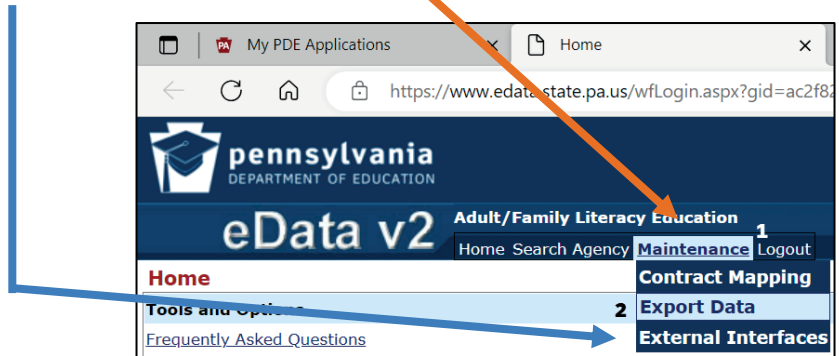 My PDE Applications
Home
https://www.edata.state.pa.us/wfLogin.aspx?gid=ac2f82
pennsylvania
DEPARTMENT OF EDUCATION
eData v2
Adult/Family Literacy Education
1
Home Search Agency Maintenance Logout
Home
Contract Mapping
Tools and Options
2 Export Data
Frequently Asked Questions
External Interfaces